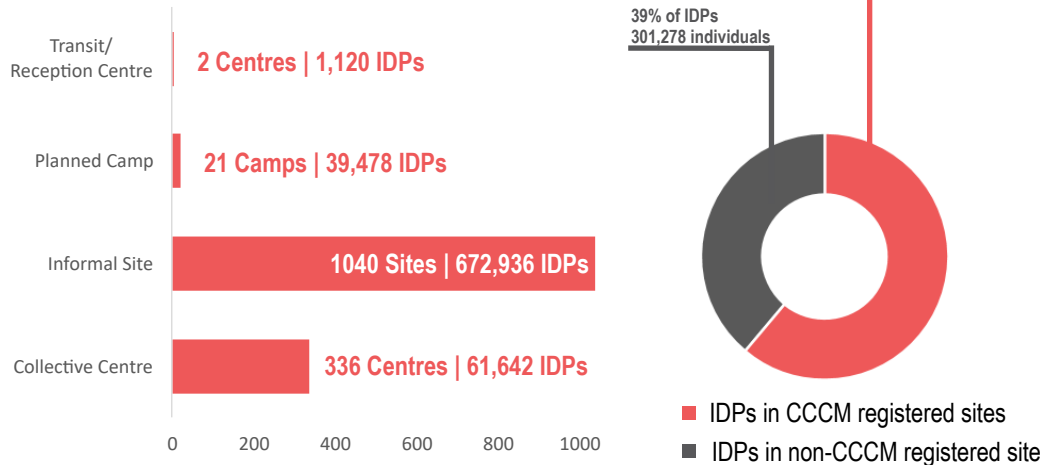 Transit/
Reception Centre
2 Centres | 1,120 IDPs
Planned Camp
21 Camps | 39,478 IDPs
Informal Site
1040 Sites | 672,936 IDPs
Collective Centre
336 Centres | 61,642 IDPs
0 200 400 600 800 1000
39% of IDPs
301,278 individuals
IDPs in CCCM registered sites
IDPs in non-CCCM registered site